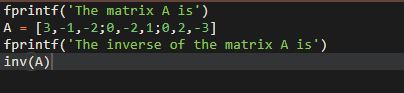 fprintf('The matrix A is')
A = [3,-1,-2;0,-2,1;0,2,-3]
fprintf('The inverse of the matrix A is')
inv(A)